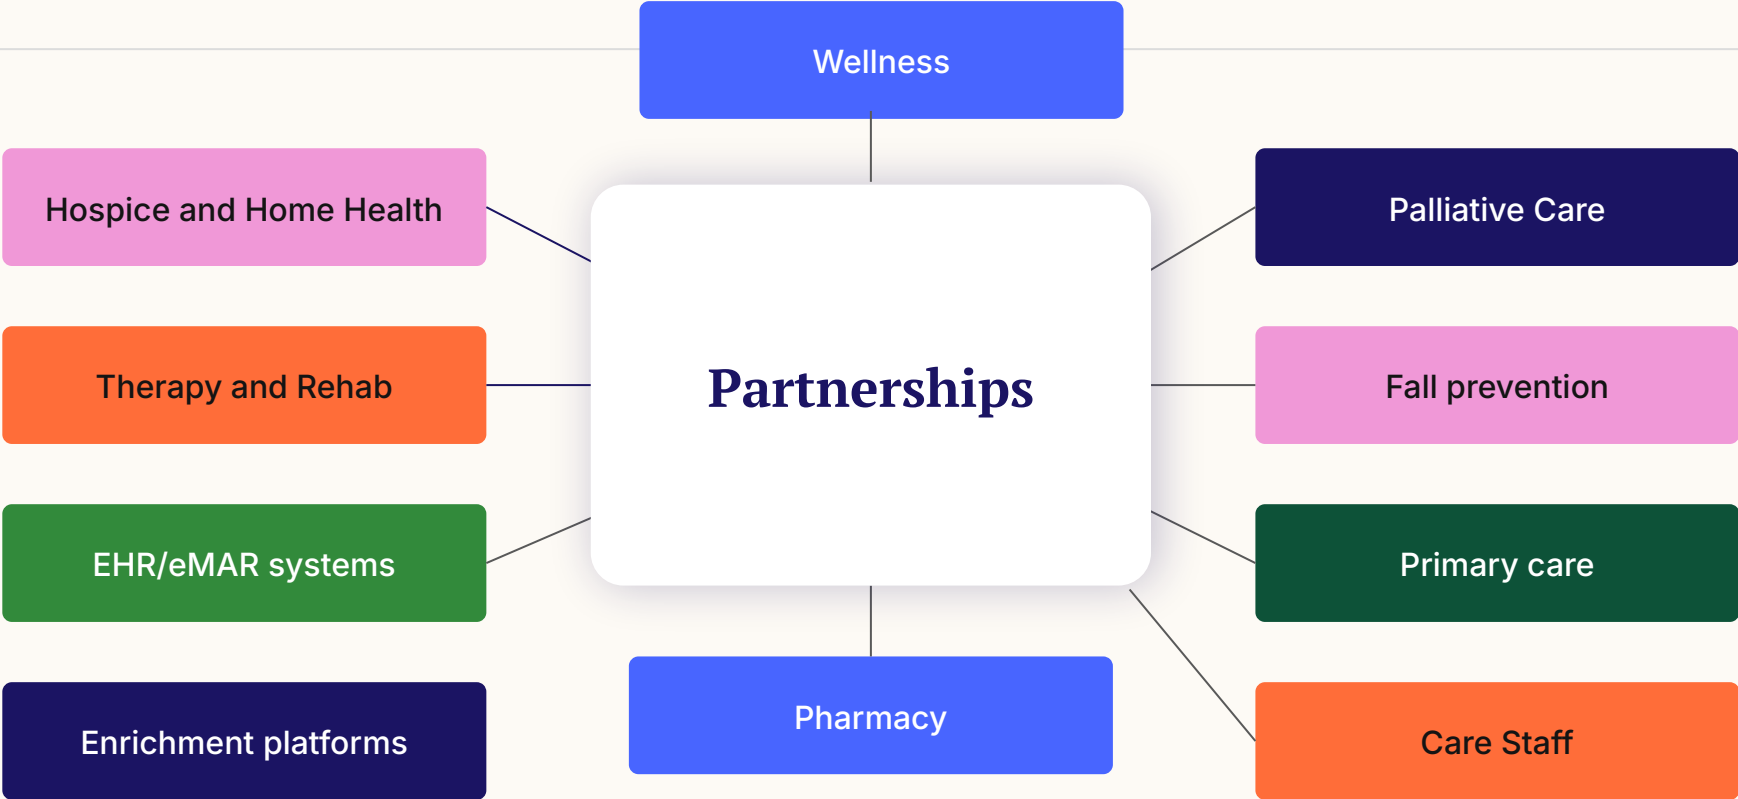 Wellness
Hospice and Home Health
Palliative Care
Therapy and Rehab
Partnerships
Fall prevention
EHR/eMAR systems
Primary care
Enrichment platforms
Pharmacy
Care Staff